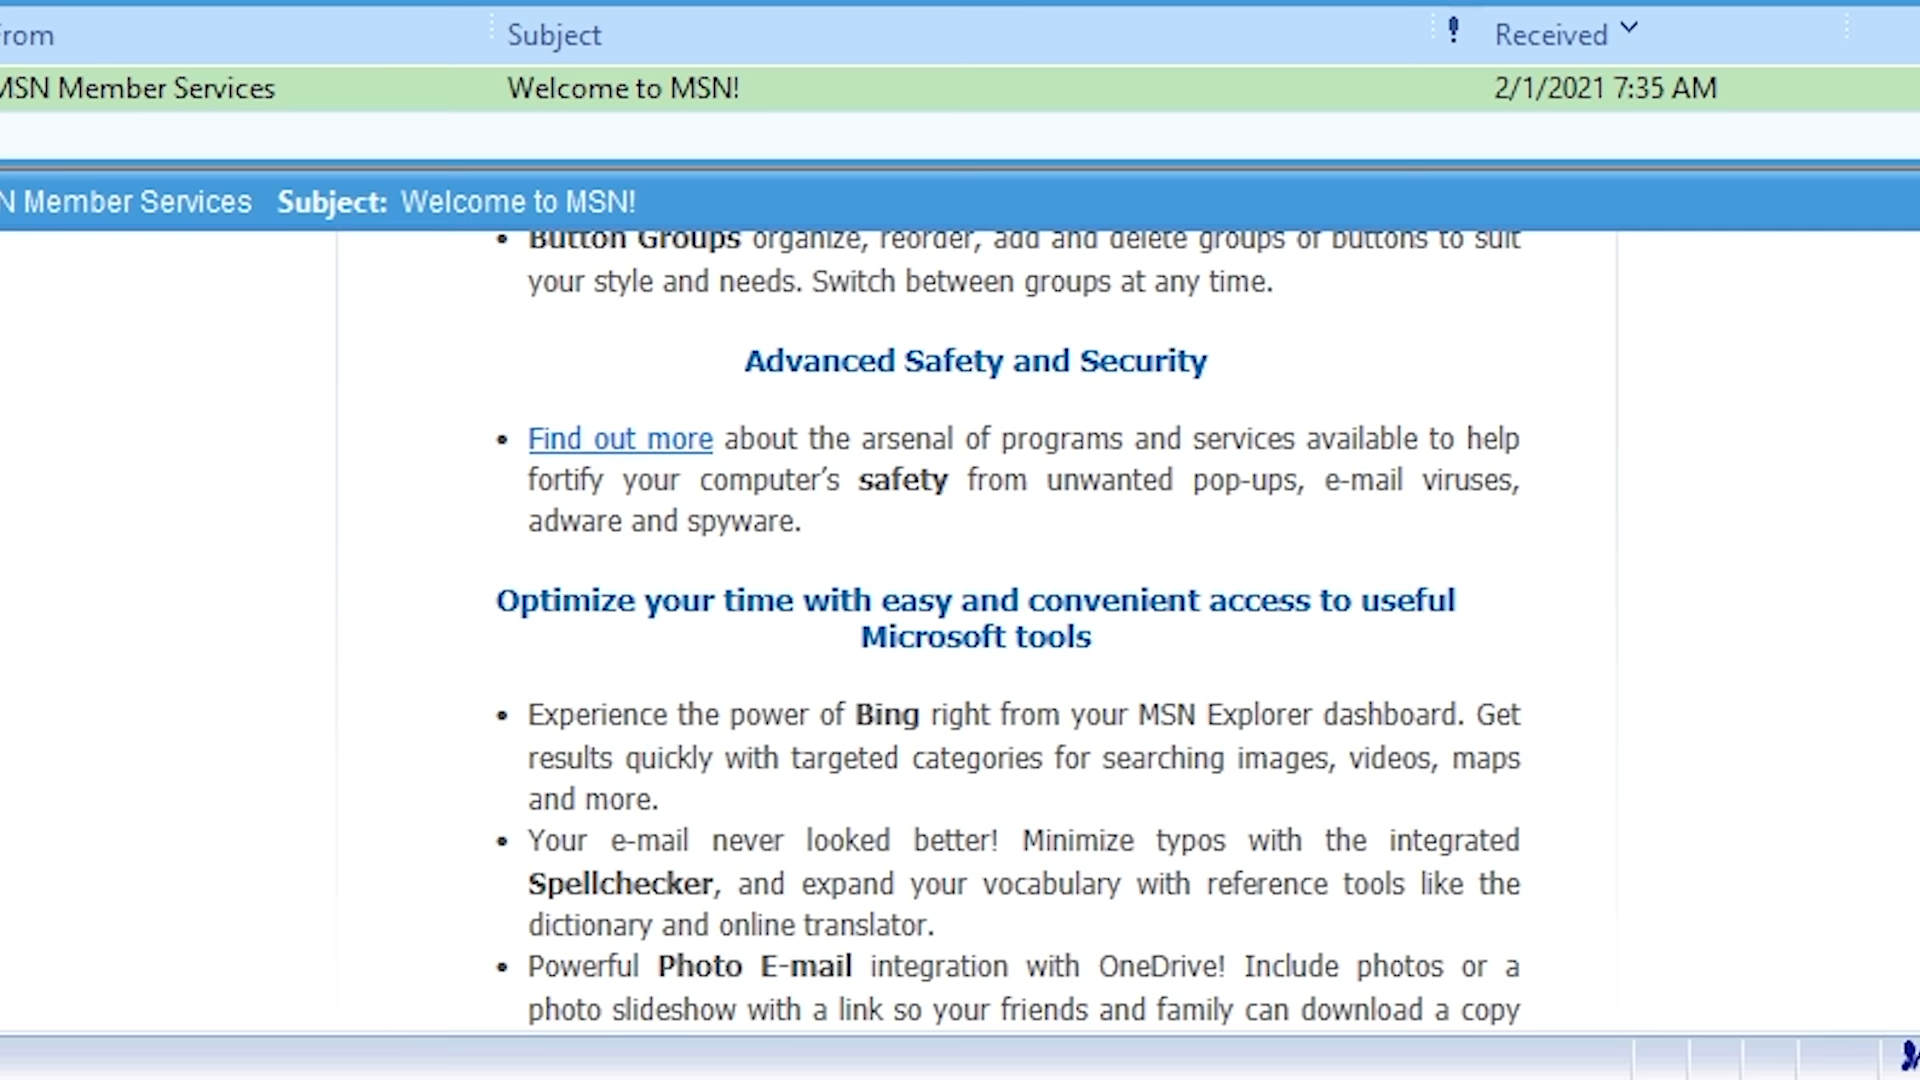 From Subject Received
MSN Member Services Welcome to MSN! 2/1/2021 7:35 AM
N Member Services Subject: Welcome to MSN!
• Button Groups organize, reorder, add and delete groups of buttons to suit
your style and needs. Switch between groups at any time.
Advanced Safety and Security
• Find out more about the arsenal of programs and services available to help
fortify your computer’s safety from unwanted pop-ups, e-mail viruses,
adware and spyware.
Optimize your time with easy and convenient access to useful
Microsoft tools
• Experience the power of Bing right from your MSN Explorer dashboard. Get
results quickly with targeted categories for searching images, videos, maps
and more.
• Your e-mail never looked better! Minimize typos with the integrated
Spellchecker, and expand your vocabulary with reference tools like the
dictionary and online translator.
• Powerful Photo E-mail integration with OneDrive! Include photos or a
photo slideshow with a link so your friends and family can download a copy